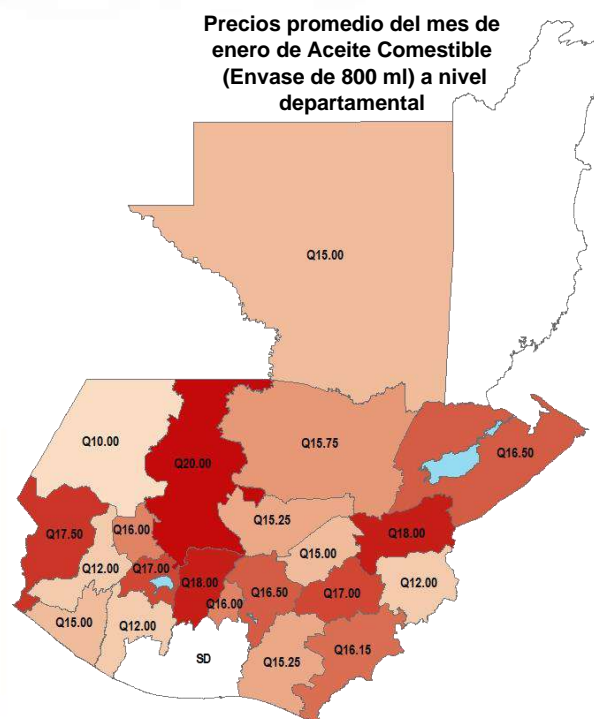 Precios promedio del mes de
enero de Aceite Comestible
(Envase de 800 ml) a nivel
departamental
Q15.00
Q10.00
Q20.00
Q15.75
Q16.50
Q17.50
Q16.00
Q15.25
Q18.00
Q12.00
Q17.00
Q18.00
Q16.00
Q16.50
Q15.00
Q17.00
Q12.00
Q15.00
Q12.00
SD
Q15.25
Q16.15